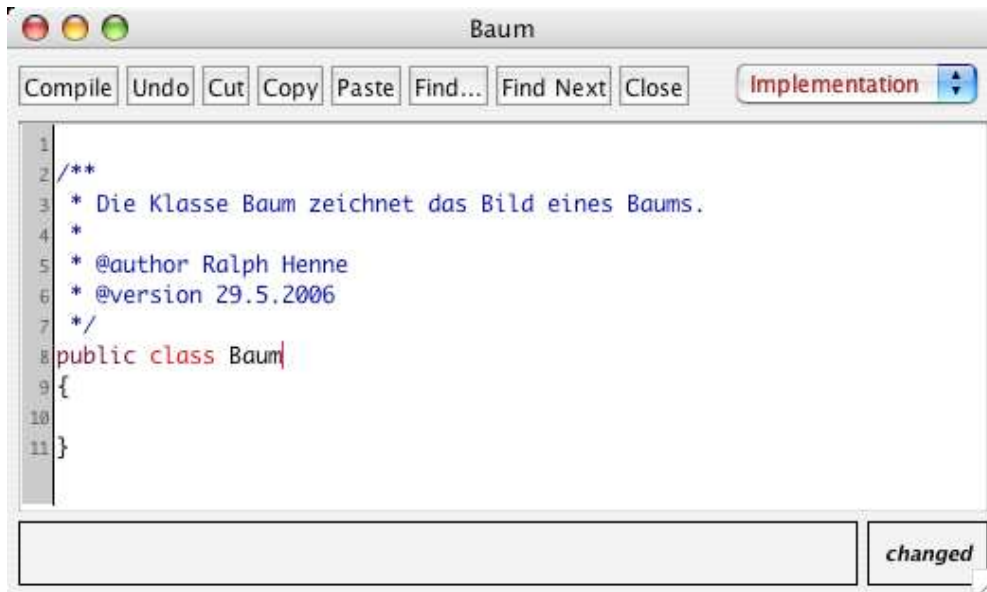 Baum
Compile Undo Cut Copy Paste Find... Find Next Close Implementation
1
2 /**
3 * Die Klasse Baum zeichnet das Bild eines Baums.
4 *
5 * @author Ralph Henne
6 * @version 29.5.2006
7 */
8 public class Baum
9 {
10
11 }
changed